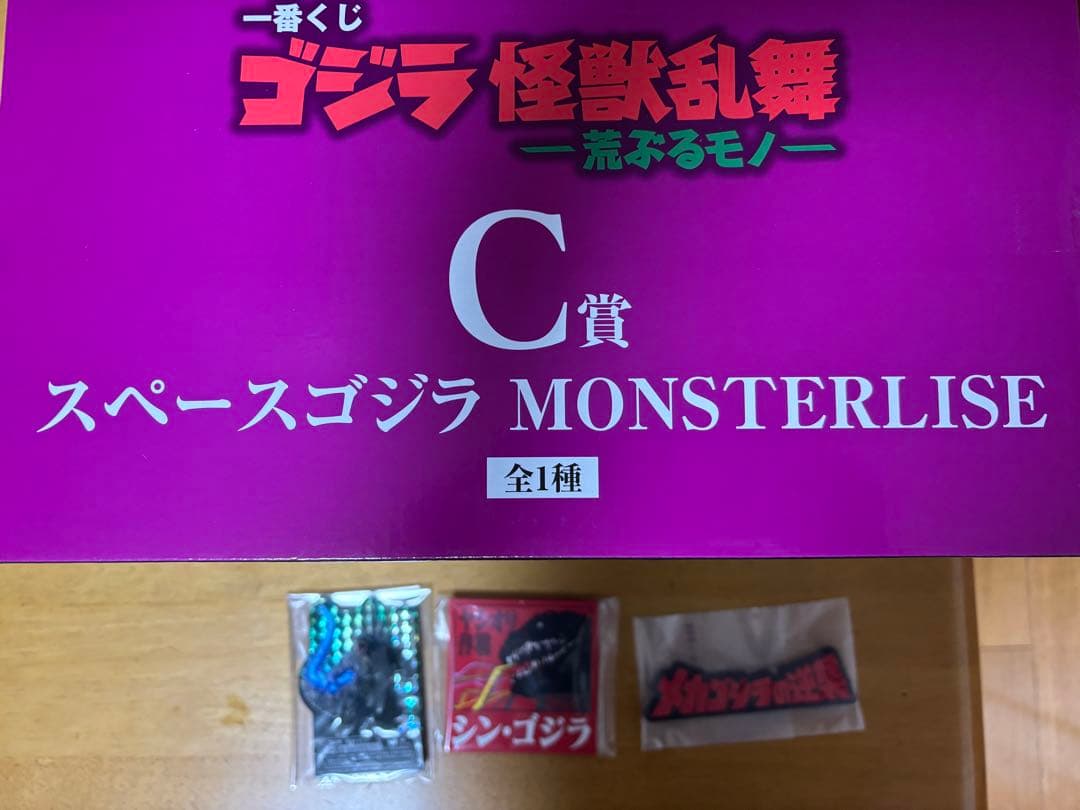 一番くじ
ゴジラ 怪獣乱舞
―荒ぶるモノ―
C賞
スペースゴジラ MONSTERLISE
全1種
シン・ゴジラ
メカゴジラの逆襲